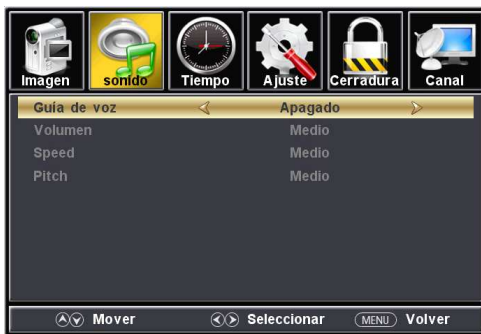 Imagen sonido Tiempo Ajuste Cerradura Canal
Guia de voz Apagado
Volumen Medio
Speed Medio
Pitch Medio
Mover Seleccionar MENU Volver